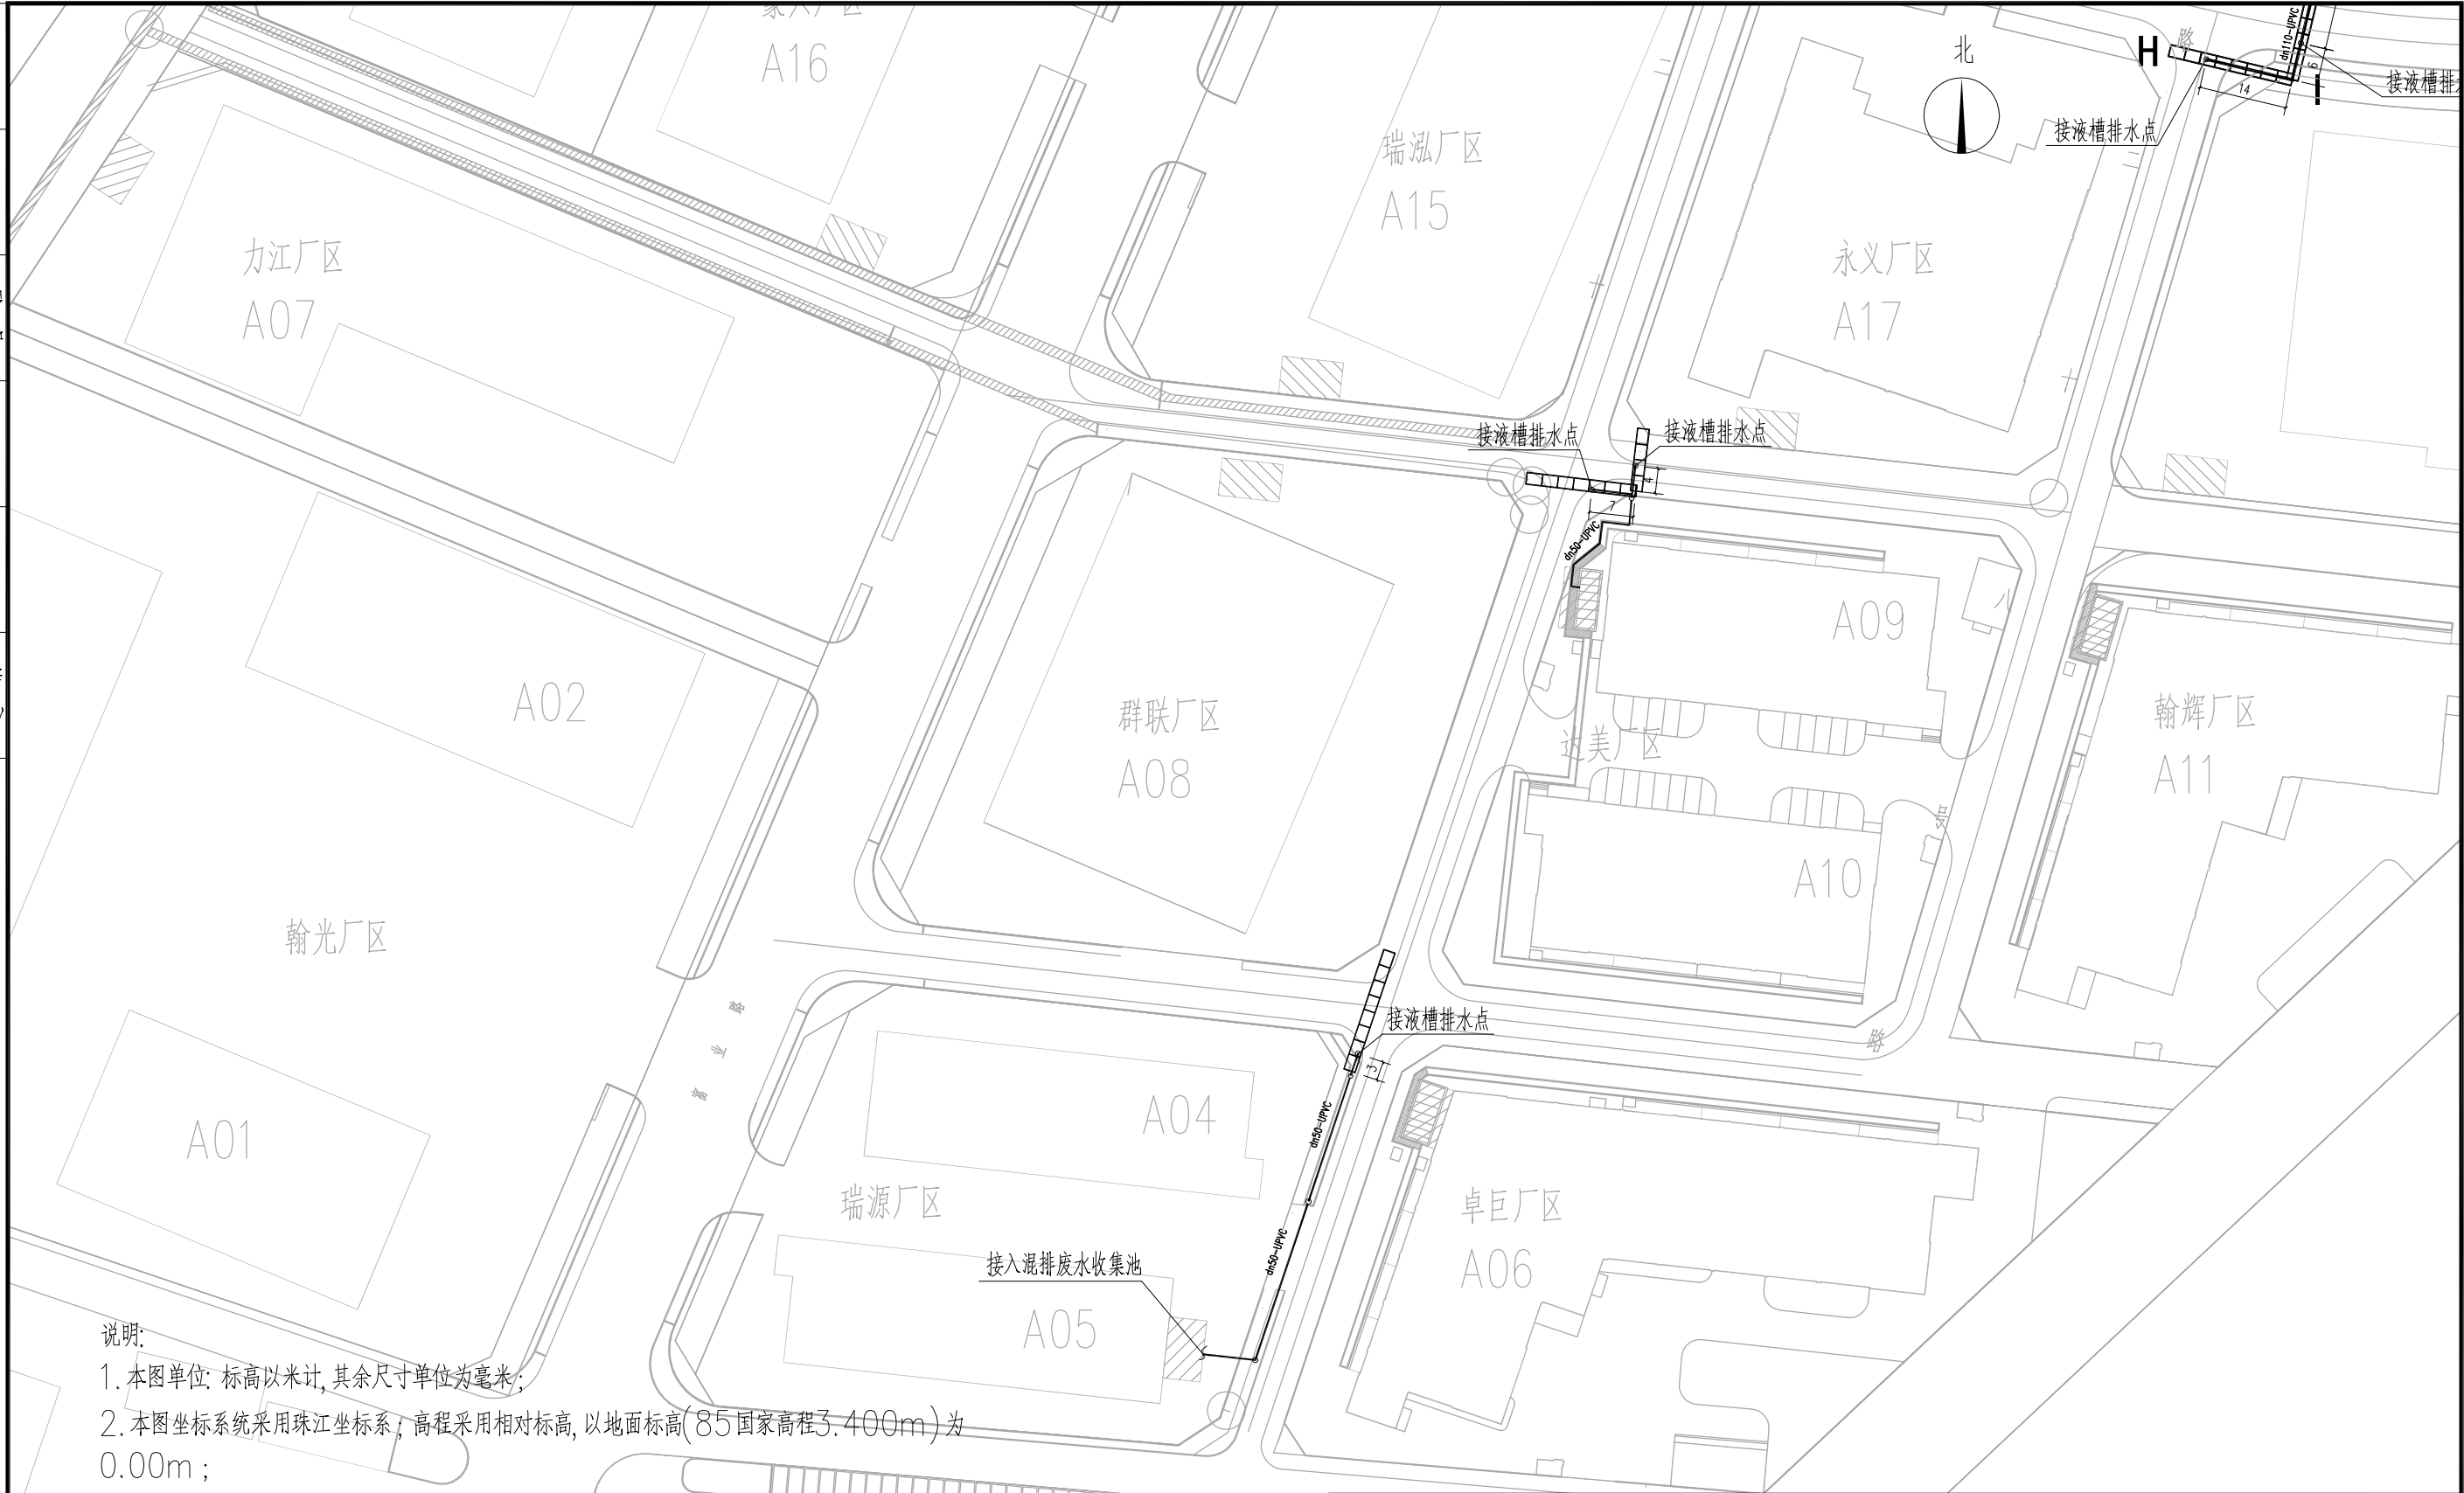 A16
北
H
路
dn110-UPVC
6
14
I
接液槽排水点
瑞泓厂区
A15
力江厂区
A07
永义厂区
A17
接液槽排水点
接液槽排水点
4
7
dn50-UPVC
A09
A02
群联厂区
A08
达美厂区
翰辉厂区
A11
号
A10
翰光厂区
路
业
富
接液槽排水点
3
路
dn50-UPVC
A04
A01
瑞源厂区
卓巨厂区
A06
dn50-UPVC
接入混排废水收集池
A05
说明:
1. 本图单位: 标高以米计, 其余尺寸单位为毫米;
2. 本图坐标系统采用珠江坐标系; 高程采用相对标高, 以地面标高(85国家高程3.400m)为
0.00m;